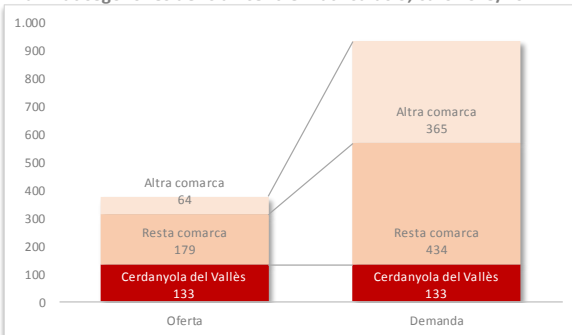 1.000
900
800
700
600
500
400
300
200
100
0
Altra comarca
64
Resta comarca
179
Cerdanyola del Vallès
133
Altra comarca
365
Resta comarca
434
Cerdanyola del Vallès
133
Oferta
Demanda